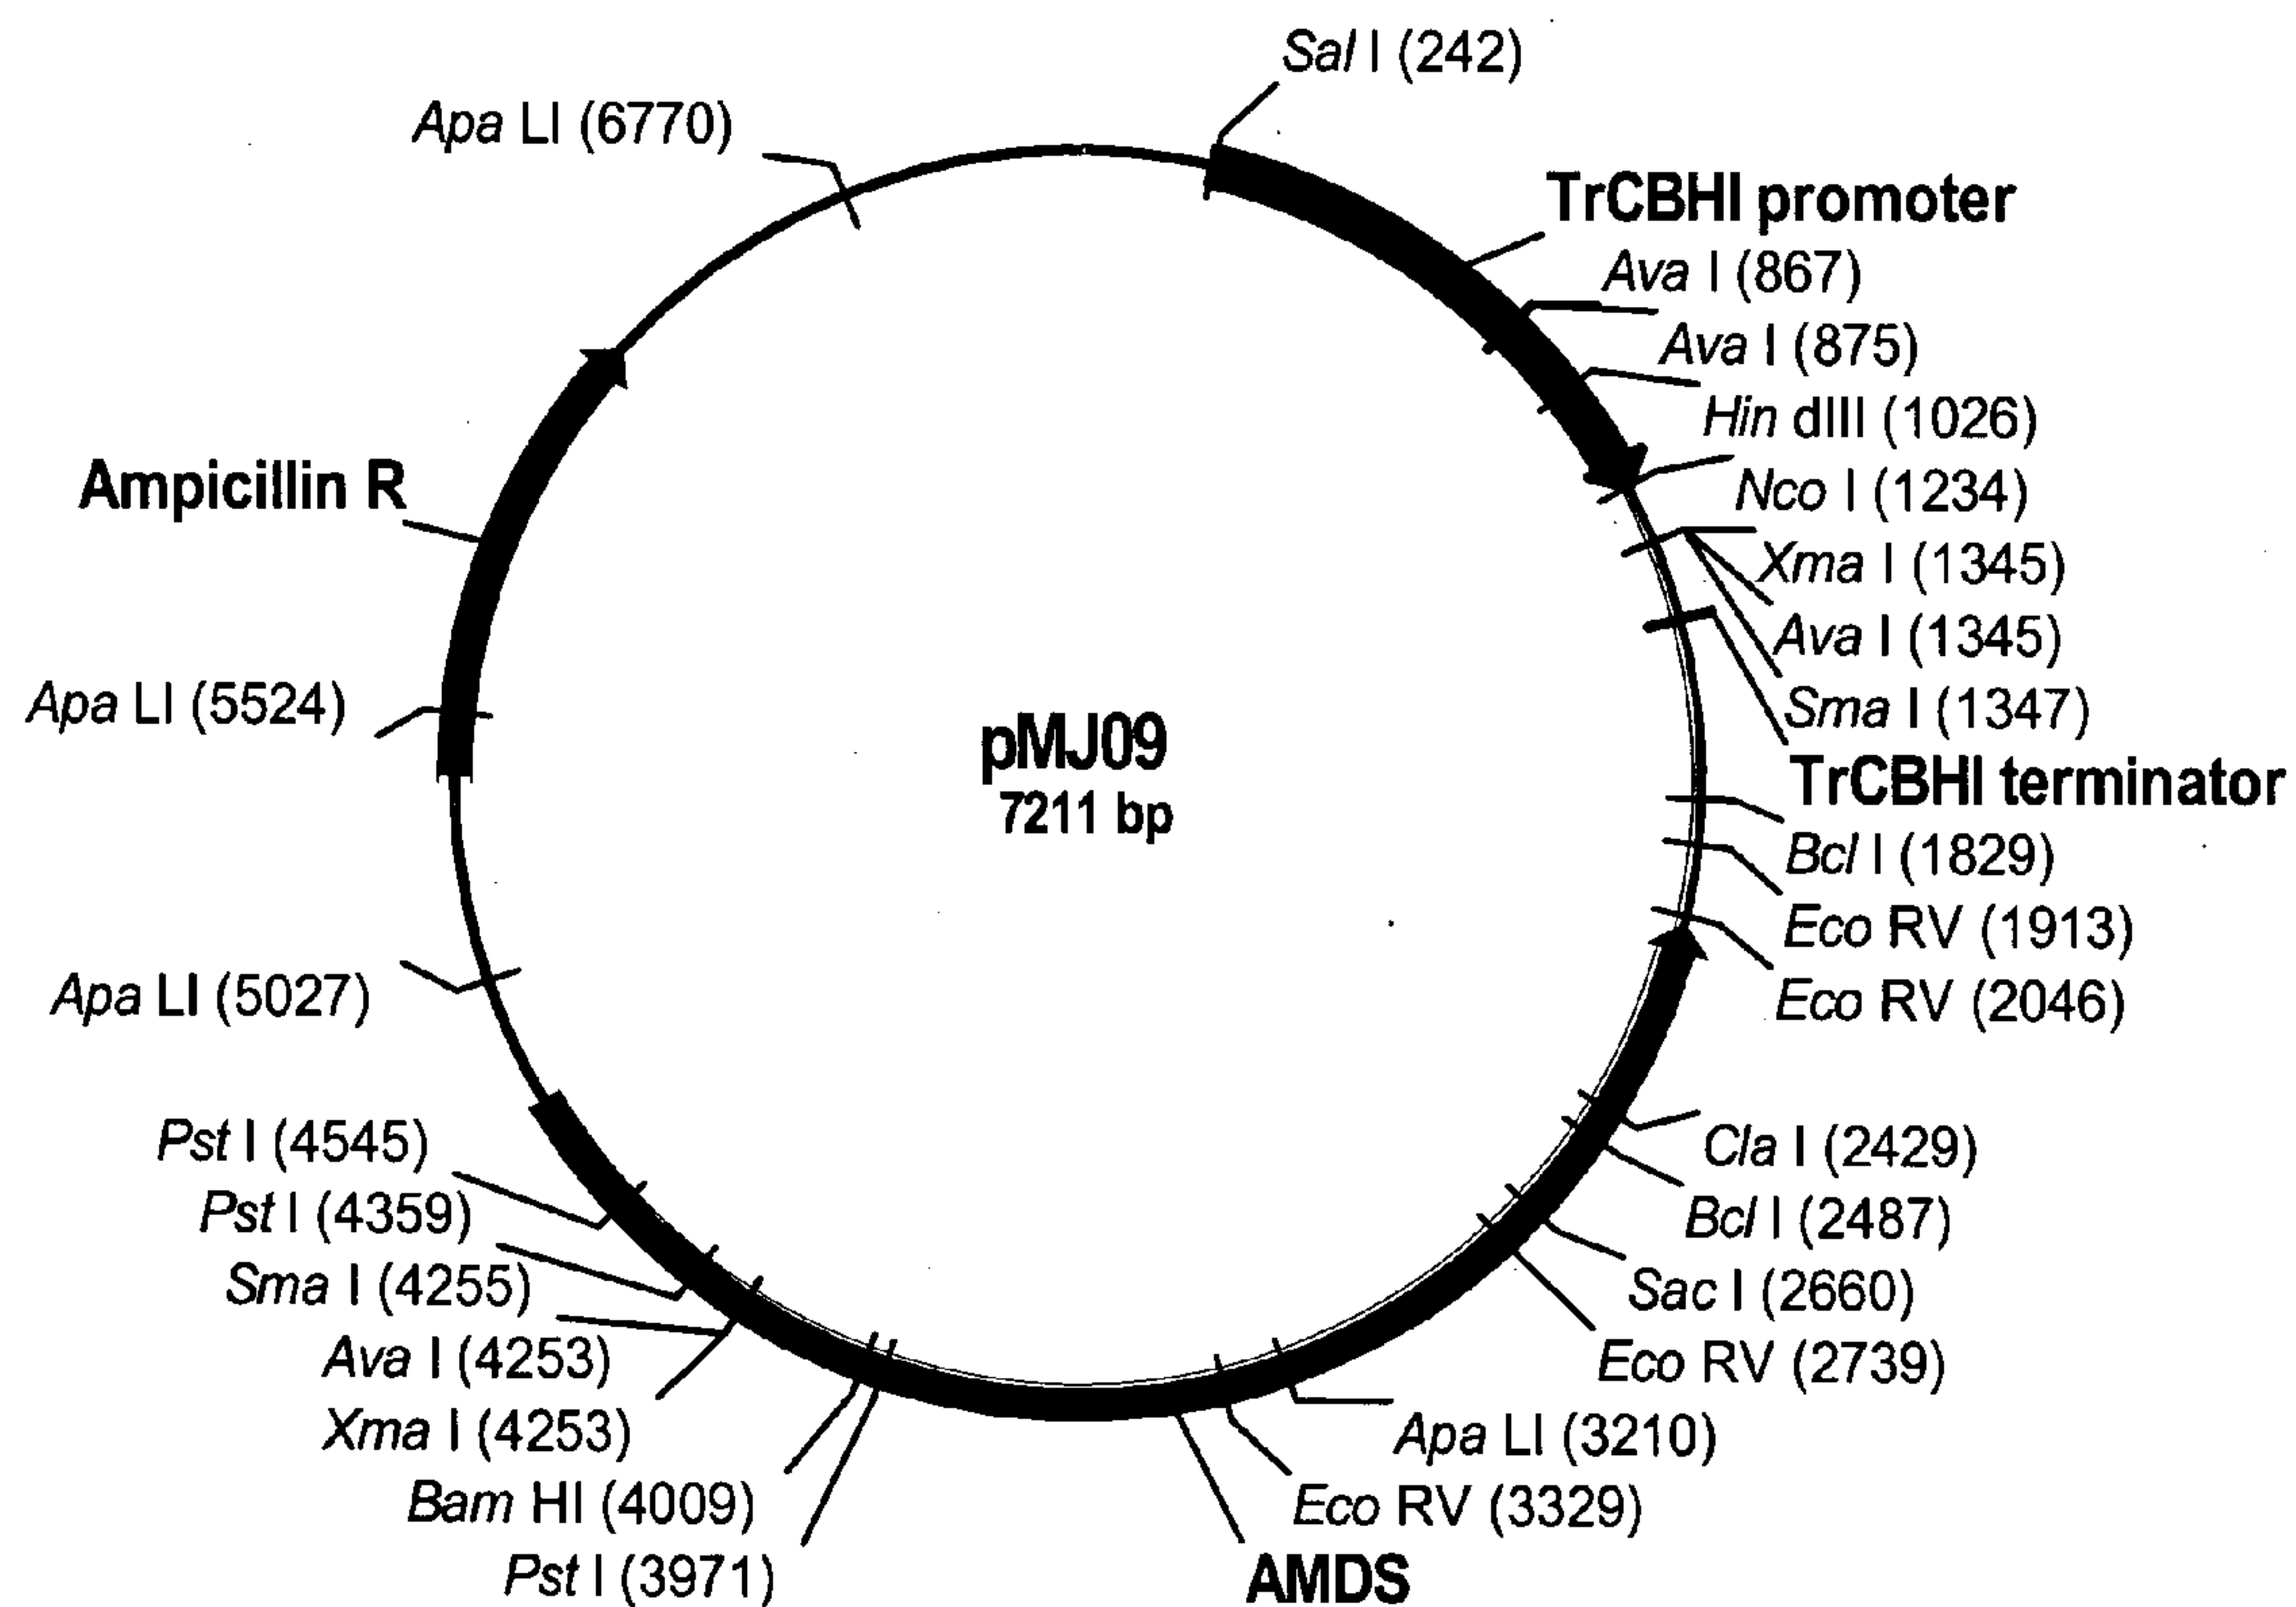 Sal I (242)
Apa LI (6770)
TrCBHI promoter
Ava I (867)
Ava I (875)
Hin dIII (1026)
Nco I (1234)
Xma I (1345)
Ava I (1345)
Sma I (1347)
TrCBHI terminator
Bcl I (1829)
Eco RV (1913)
Eco RV (2046)
Cla I (2429)
Bcl I (2487)
Sac I (2660)
Eco RV (2739)
Apa LI (3210)
Eco RV (3329)
AMDS
Pst I (3971)
Bam HI (4009)
Xma I (4253)
Ava I (4253)
Sma I (4255)
Pst I (4359)
Pst I (4545)
Apa LI (5027)
Apa LI (5524)
Ampicillin R
pMJ09
7211 bp